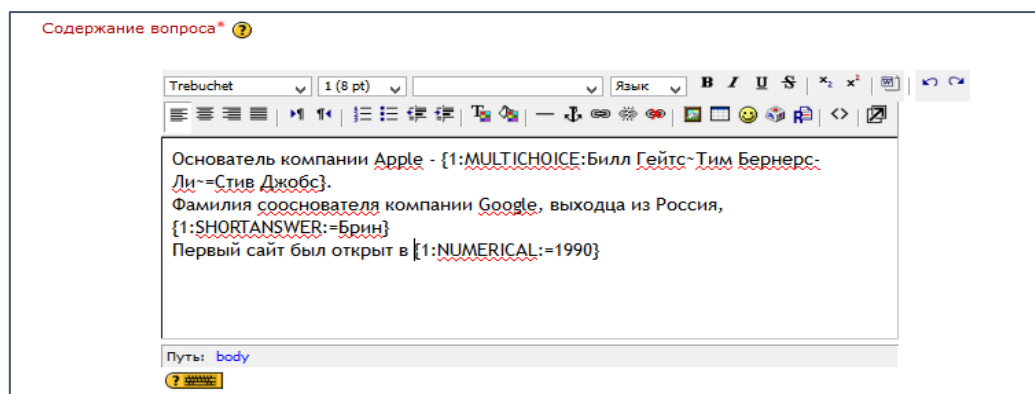 Содержание вопроса*
Trebuchet 1 (8 pt) Язык B I U S x₂ x²
Основатель компании Apple - {1:MULTICHOICE:Билл Гейтс~Тим Бернерс-
Ли~=Стив Джобс}.
Фамилия сооснователя компании Google, выходца из Россия,
{1:SHORTANSWER:=Брин}
Первый сайт был открыт в {1:NUMERICAL:=1990}
Путь: body